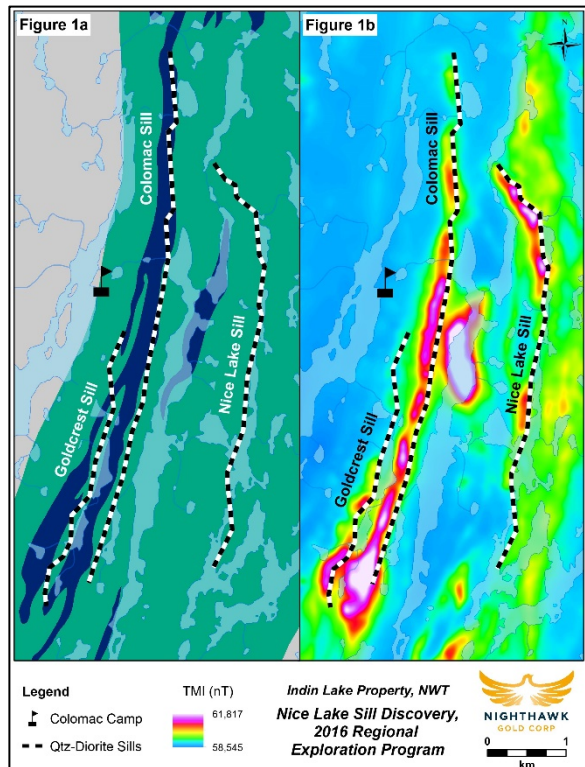 Figure 1a
Colomac Sill
Goldcrest Sill
Nice Lake Sill
Figure 1b
N
Colomac Sill
Goldcrest Sill
Nice Lake Sill
Legend
Colomac Camp
Qtz-Diorite Sills
TMI (nT)
61,817
58,545
Indin Lake Property, NWT
Nice Lake Sill Discovery,
2016 Regional
Exploration Program
NIGHTHAWK
GOLD CORP
0 1
km